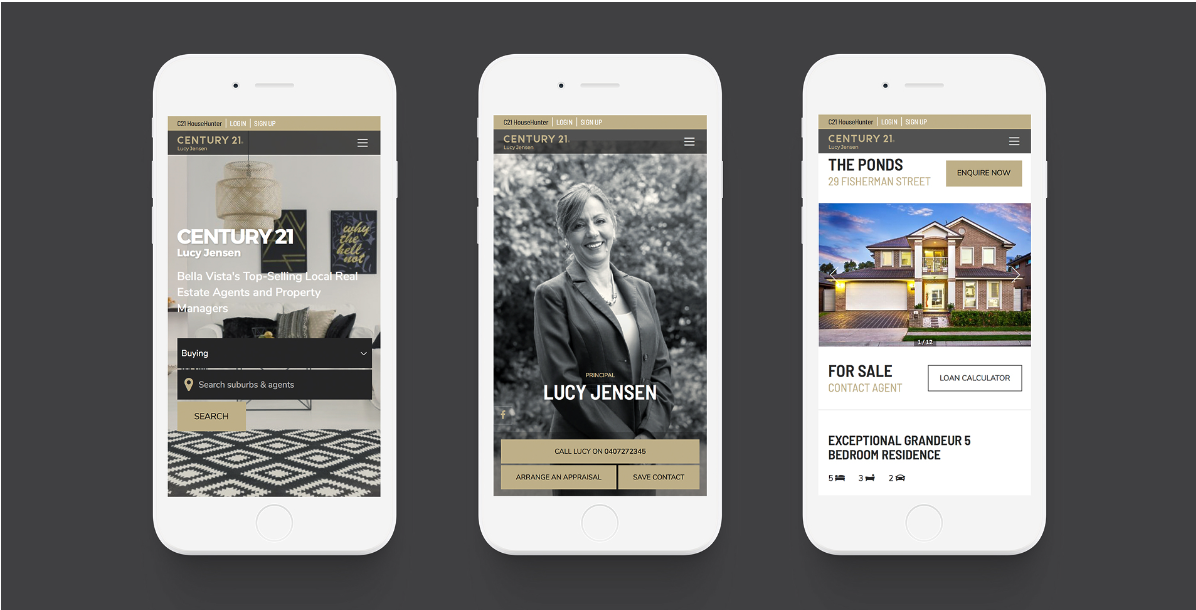 C21 HouseHunter | LOGIN | SIGN UP
CENTURY 21.
Lucy Jensen
why
the
hell
not
CENTURY 21
Lucy Jensen
Bella Vista's Top-Selling Local Real
Estate Agents and Property
Managers
Buying
Search suburbs & agents
SEARCH
C21 HouseHunter | LOGIN | SIGN UP
CENTURY 21.
Lucy Jensen
PRINCIPAL
LUCY JENSEN
f
CALL LUCY ON 0407272345
ARRANGE AN APPRAISAL
SAVE CONTACT
C21 HouseHunter | LOGIN | SIGN UP
CENTURY 21.
Lucy Jensen
THE PONDS
29 FISHERMAN STREET
ENQUIRE NOW
1 / 12
FOR SALE
CONTACT AGENT
LOAN CALCULATOR
EXCEPTIONAL GRANDEUR 5
BEDROOM RESIDENCE
5 3 2